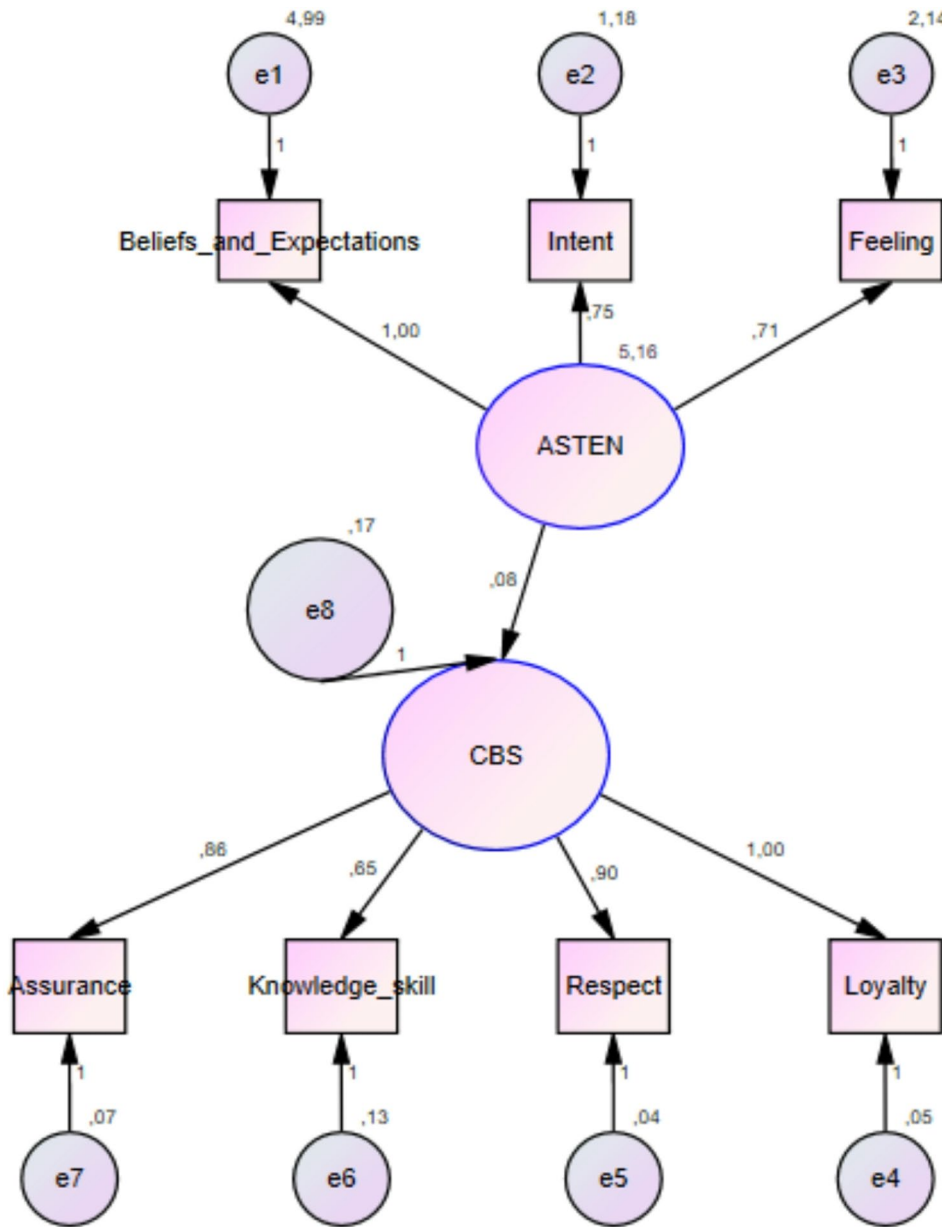 4,99
1,18
2,14
e1
e2
e3
1
1
1
Beliefs_and_Expectations
Intent
Feeling
1,00
,75
,71
5,16
ASTEN
,17
e8
,08
1
CBS
,86
,65
,90
1,00
Assurance
Knowledge_skill
Respect
Loyalty
1
1
1
1
,07
,13
,04
,05
e7
e6
e5
e4